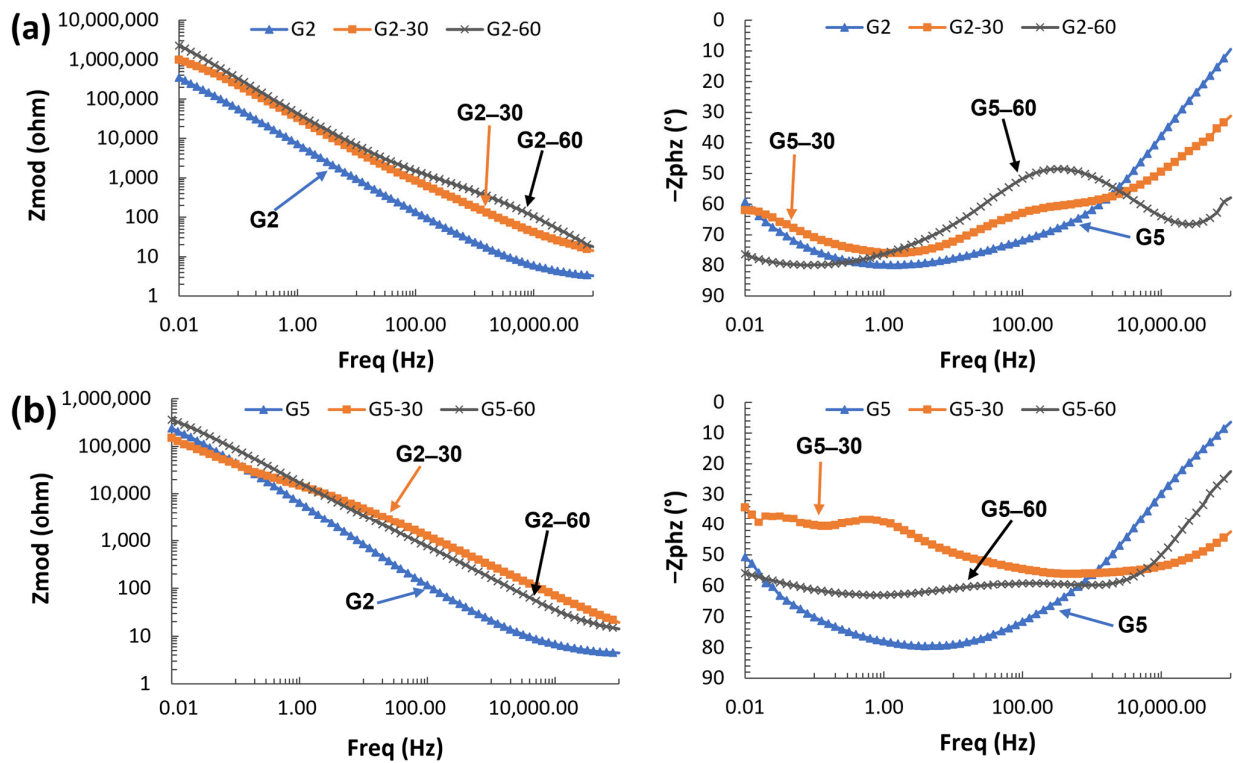 (a)
G2 G2-30 G2-60
Zmod (ohm)
10,000,000
1,000,000
100,000
10,000
1,000
100
10
1
G2–30
G2–60
G2
0.01 1.00 100.00 10,000.00
Freq (Hz)
G2 G2-30 G2-60
−Zphz (°)
0
10
20
30
40
50
60
70
80
90
G5–60
G5–30
G5
0.01 1.00 100.00 10,000.00
Freq (Hz)
(b)
G5 G5-30 G5-60
Zmod (ohm)
1,000,000
100,000
10,000
1,000
100
10
1
G2–30
G2–60
G2
0.01 1.00 100.00 10,000.00
Freq (Hz)
G5 G5-30 G5-60
−Zphz (°)
0
10
20
30
40
50
60
70
80
90
G5–30
G5–60
G5
0.01 1.00 100.00 10,000.00
Freq (Hz)